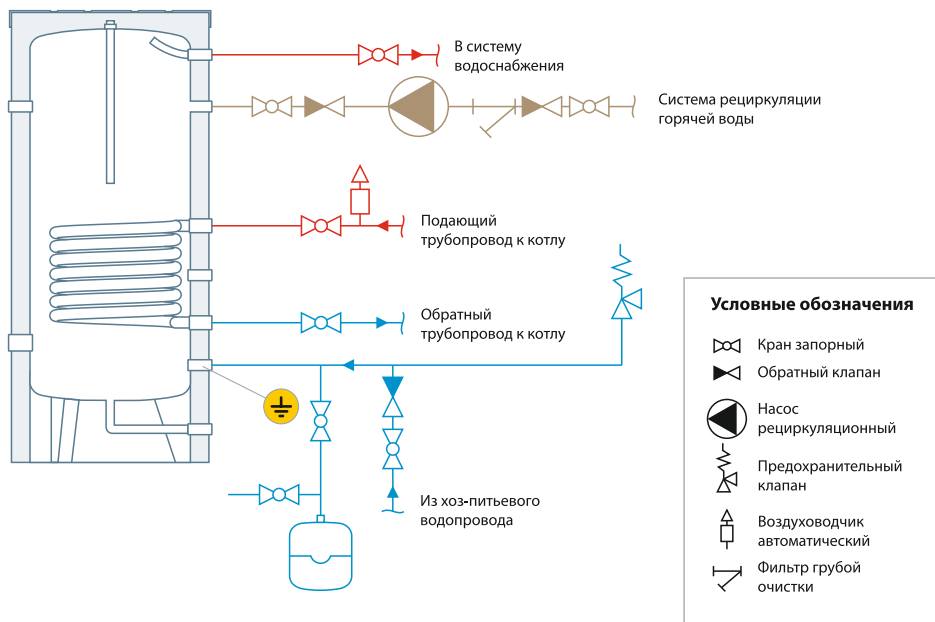 В систему
водоснабжения
Система рециркуляции
горячей воды
Подающий
трубопровод к котлу
Обратный
трубопровод к котлу
Из хоз-питьевого
водопровода
Условные обозначения
Кран запорный
Обратный клапан
Насос
рециркуляционный
Предохранительный
клапан
Воздуховодчик
автоматический
Фильтр грубой
очистки